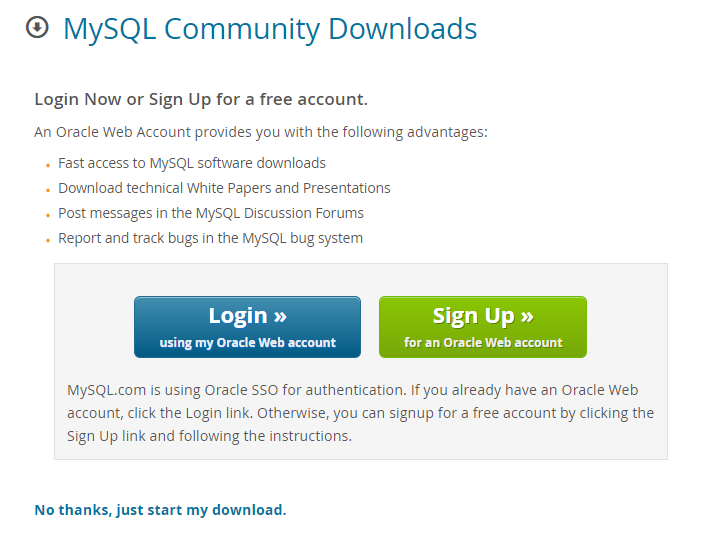 MySQL Community Downloads
Login Now or Sign Up for a free account.
An Oracle Web Account provides you with the following advantages:
Fast access to MySQL software downloads
Download technical White Papers and Presentations
Post messages in the MySQL Discussion Forums
Report and track bugs in the MySQL bug system
Login »
using my Oracle Web account
Sign Up »
for an Oracle Web account
MySQL.com is using Oracle SSO for authentication. If you already have an Oracle Web
account, click the Login link. Otherwise, you can signup for a free account by clicking the
Sign Up link and following the instructions.
No thanks, just start my download.